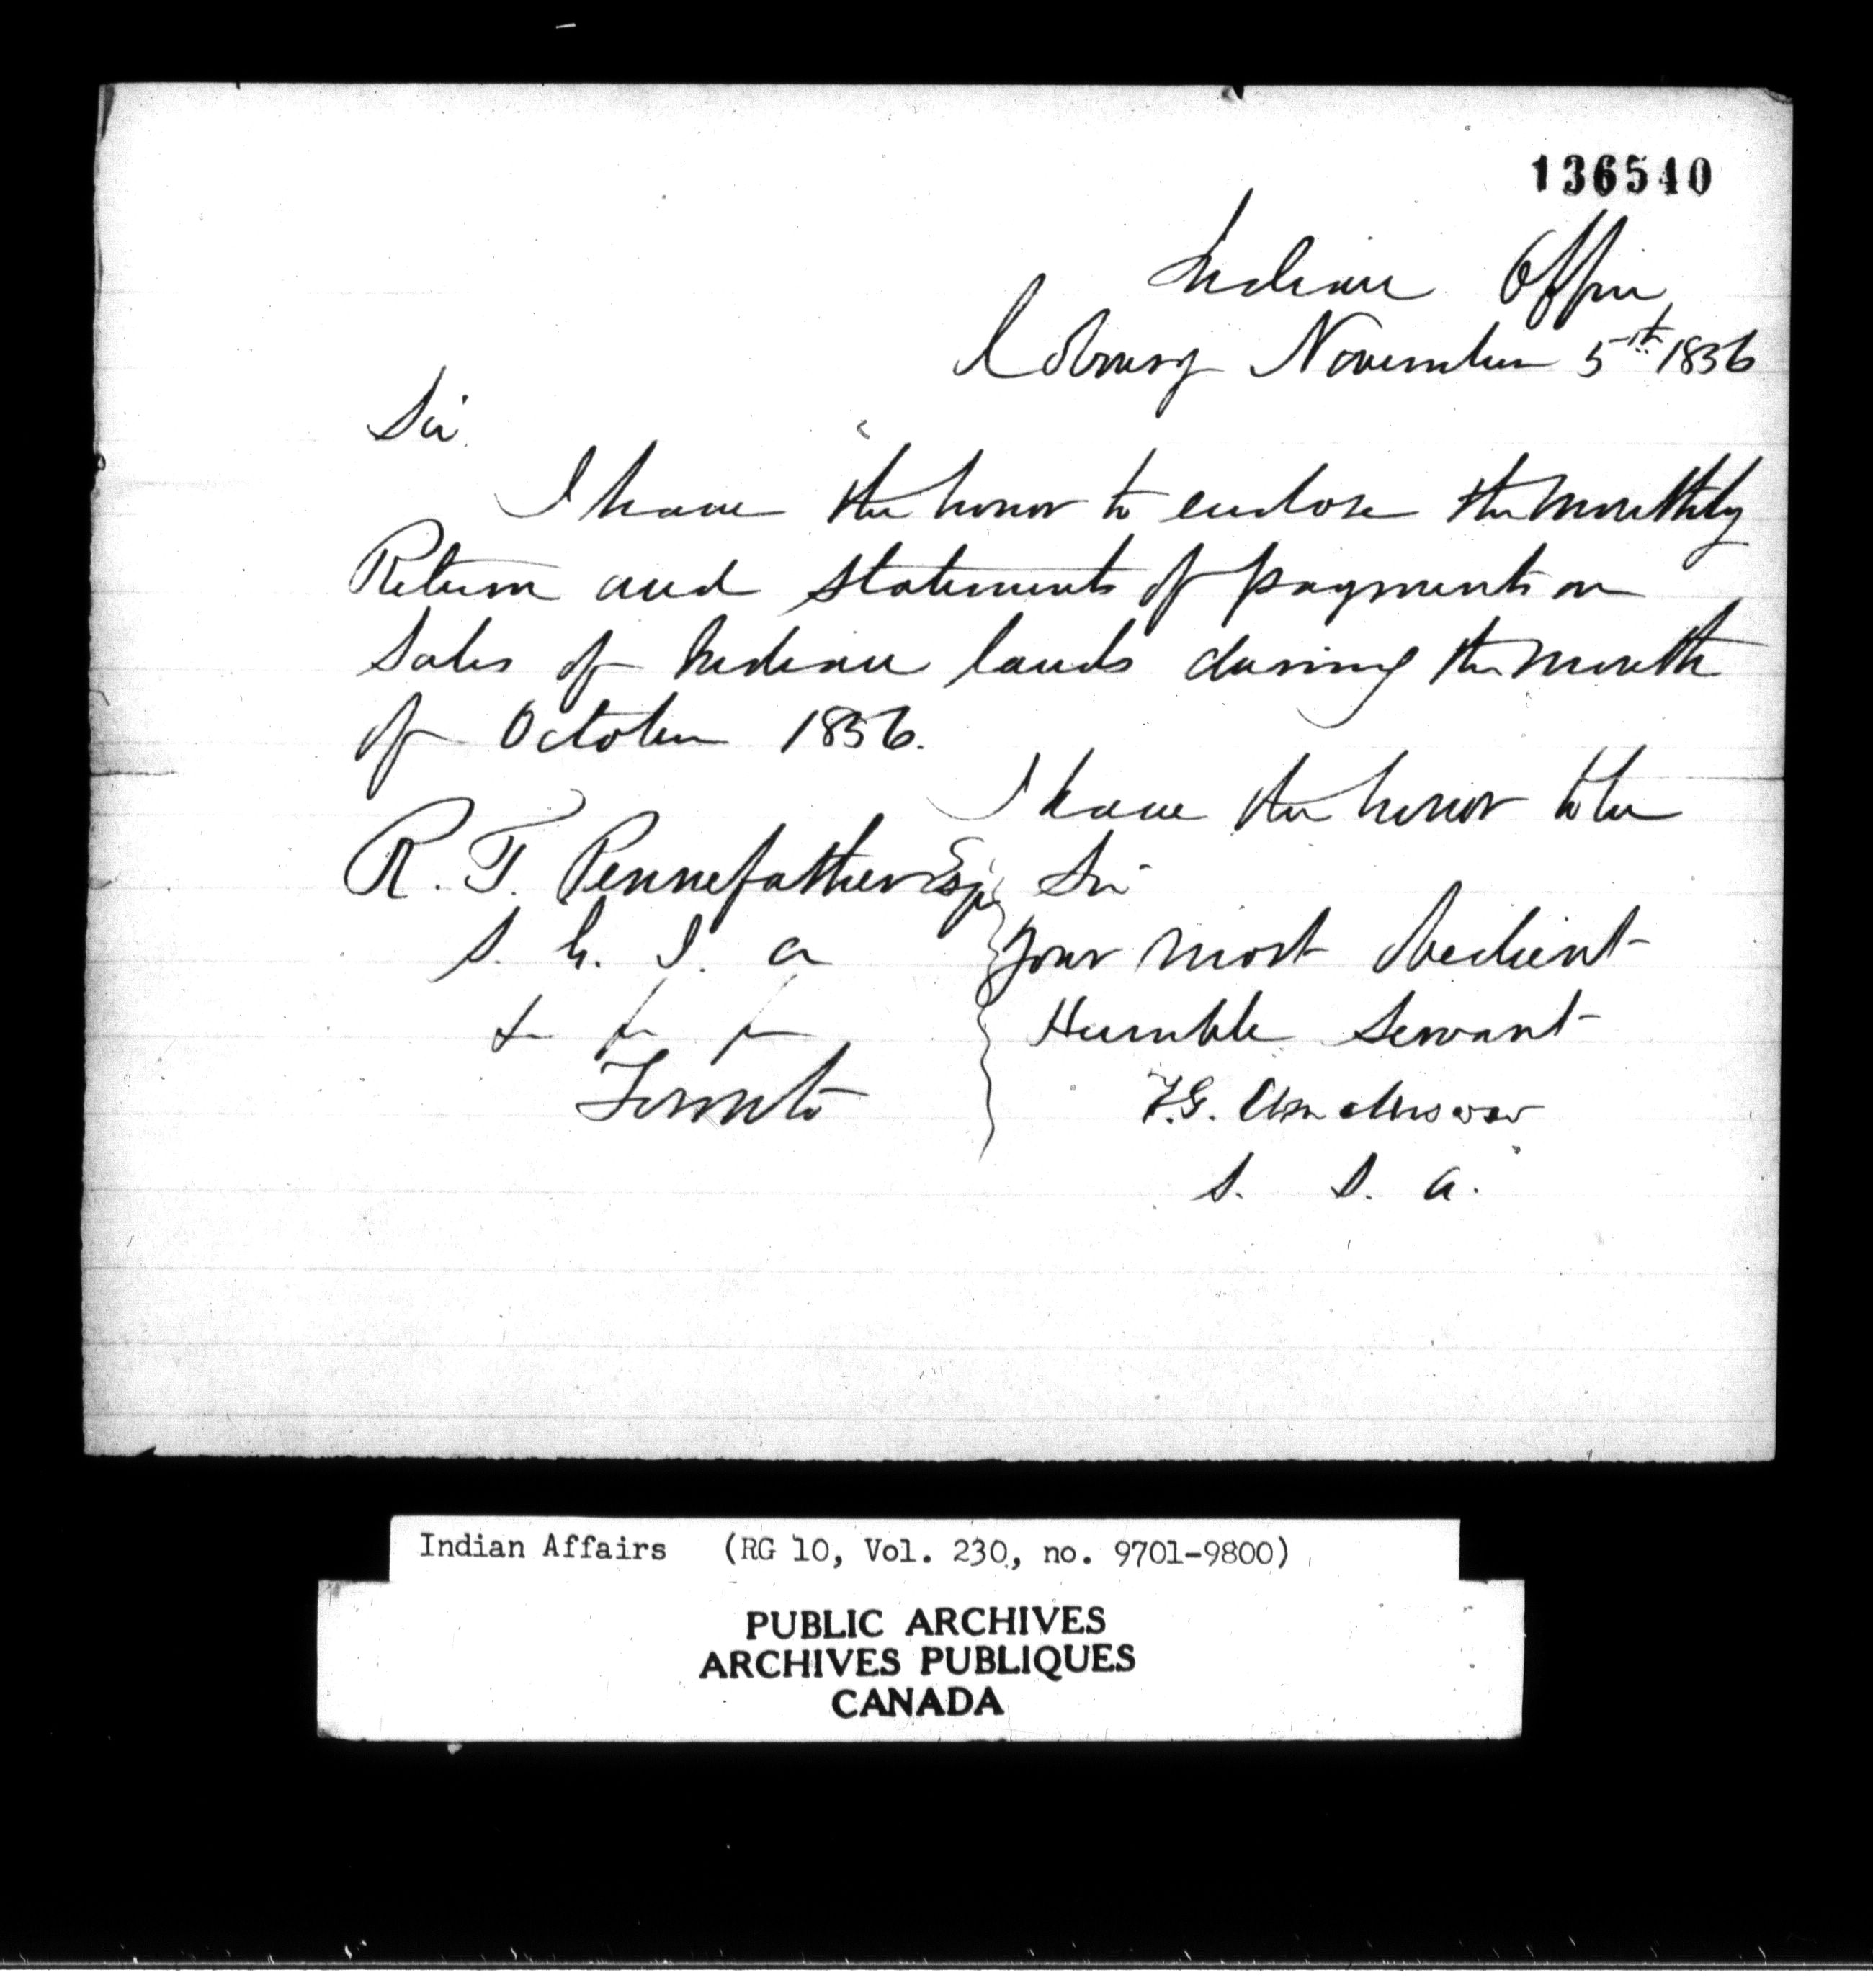 136540
Indian Office
Cobourg November 5th 1856
Sir
I have the honor to enclose the monthly
Return and statements of payments on
Sales of Indian lands during the month
of October 1856.
I have the honor to be
R. T. Pennefather Esqr Sir
S. G. I. A Your most obedient
& & & Humble Servant
Toronto T. G. Anderson
S. I. A.
Indian Affairs (RG 10, Vol. 230, no. 9701-9800)
PUBLIC ARCHIVES
ARCHIVES PUBLIQUES
CANADA